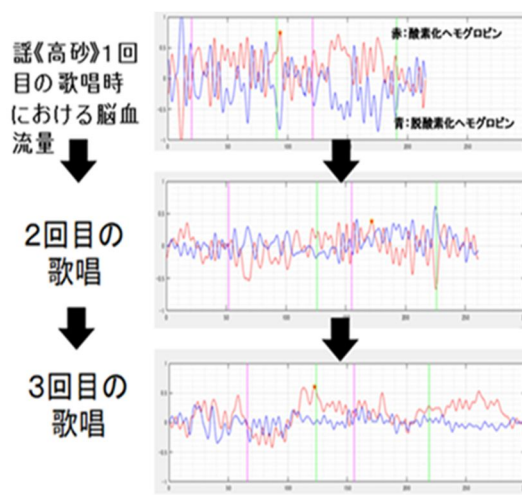 謡《高砂》1回
目の歌唱時
における脳血
流量
赤：酸素化ヘモグロビン
青：脱酸素化ヘモグロビン
2回目の
歌唱
3回目の
歌唱